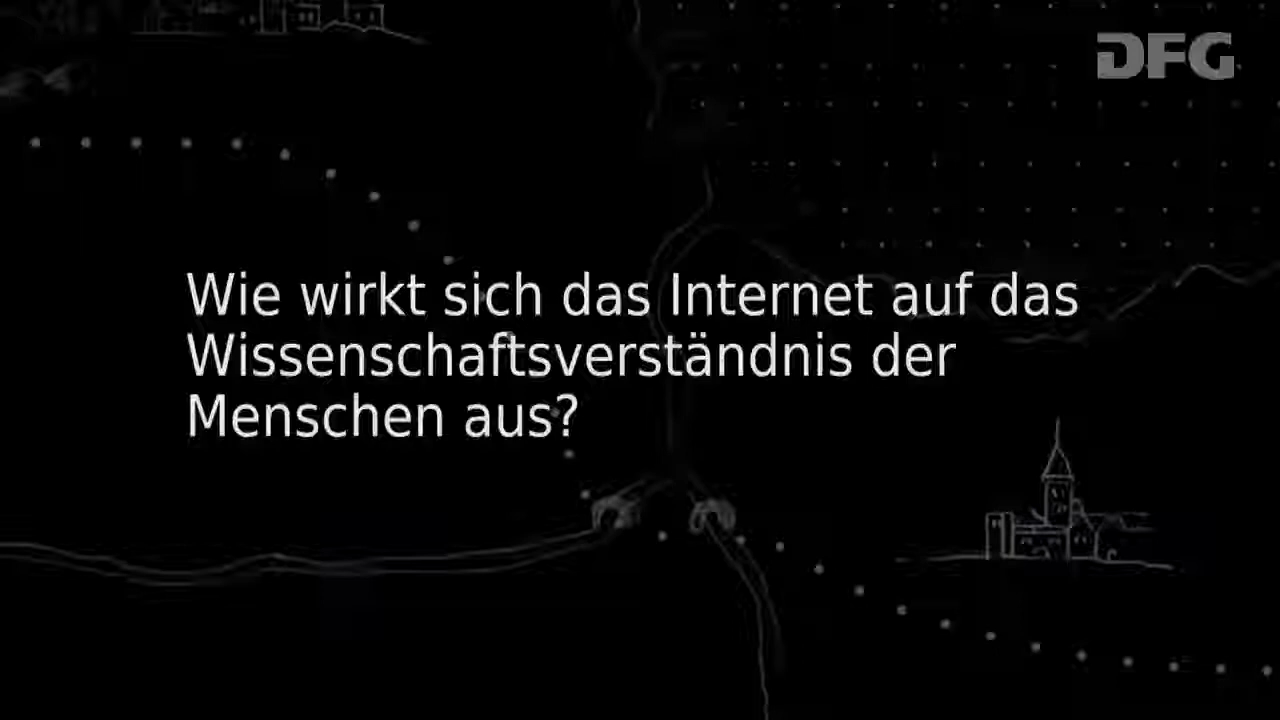 DFG
Wie wirkt sich das Internet auf das
Wissenschaftsverständnis der
Menschen aus?